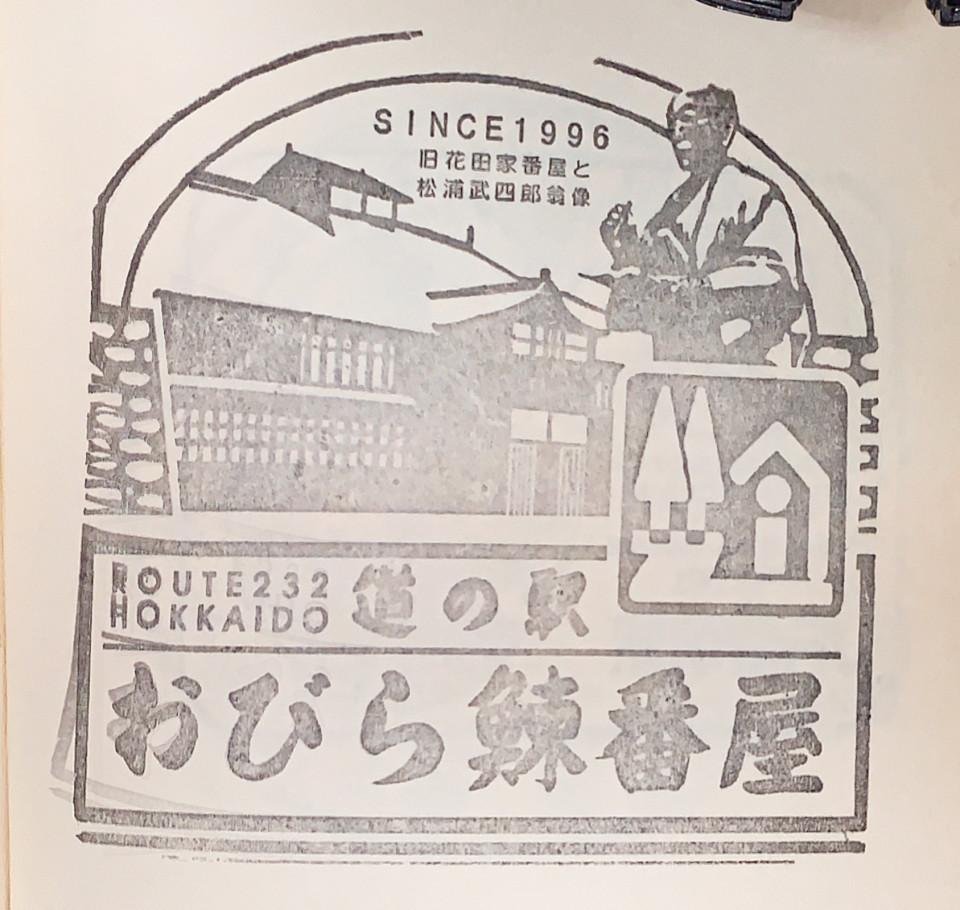 SINCE1996
旧花田家番屋と
松浦武四郎翁像
ROUTE232
HOKKAIDO
道の駅
おびら鰊番屋